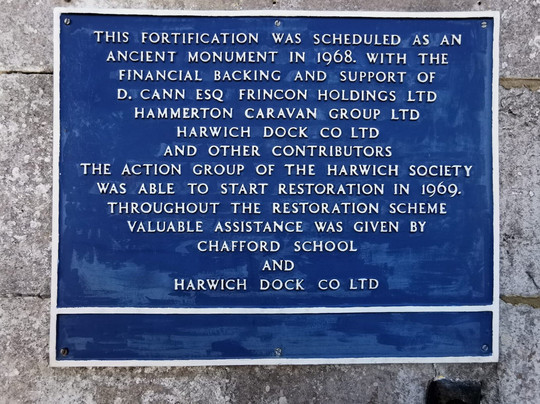 THIS FORTIFICATION WAS SCHEDULED AS AN
ANCIENT MONUMENT IN 1968. WITH THE
FINANCIAL BACKING AND SUPPORT OF
D. CANN ESQ FRINCON HOLDINGS LTD
HAMMERTON CARAVAN GROUP LTD
HARWICH DOCK CO LTD
AND OTHER CONTRIBUTORS
THE ACTION GROUP OF THE HARWICH SOCIETY
WAS ABLE TO START RESTORATION IN 1969.
THROUGHOUT THE RESTORATION SCHEME
VALUABLE ASSISTANCE WAS GIVEN BY
CHAFFORD SCHOOL
AND
HARWICH DOCK CO LTD